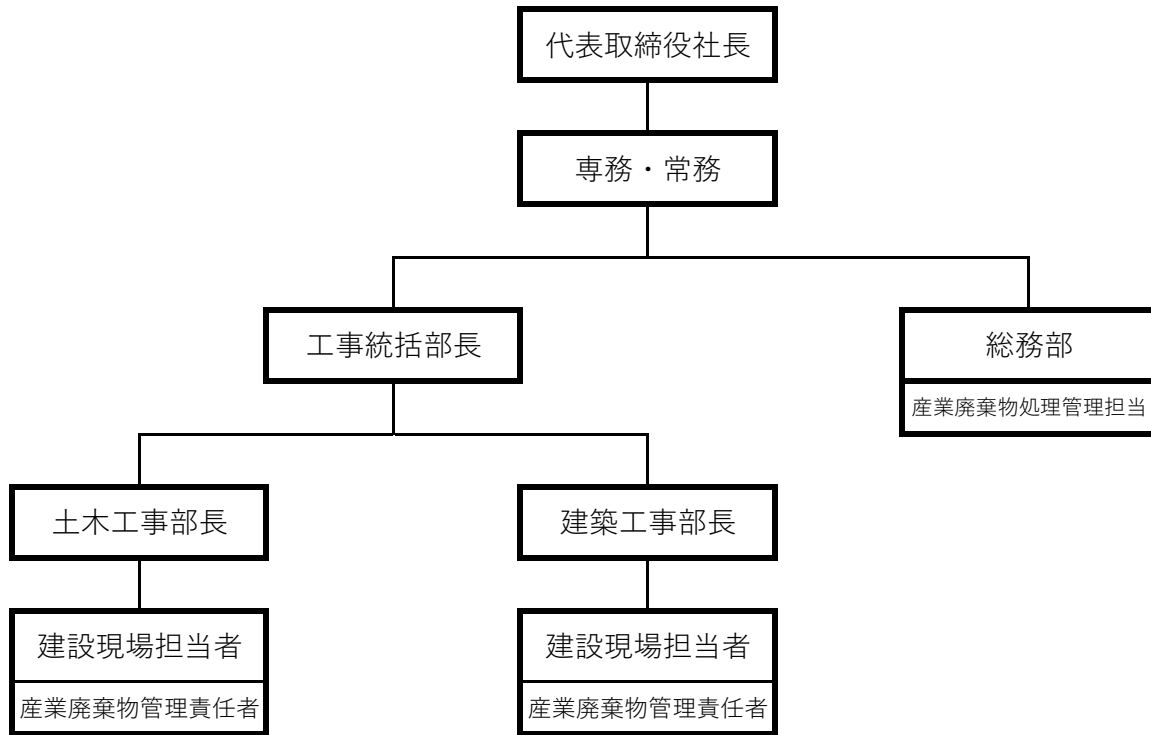 代表取締役社長
専務・常務
工事統括部長
総務部
産業廃棄物処理管理担当
土木工事部長
建築工事部長
建設現場担当者
産業廃棄物管理責任者
建設現場担当者
産業廃棄物管理責任者